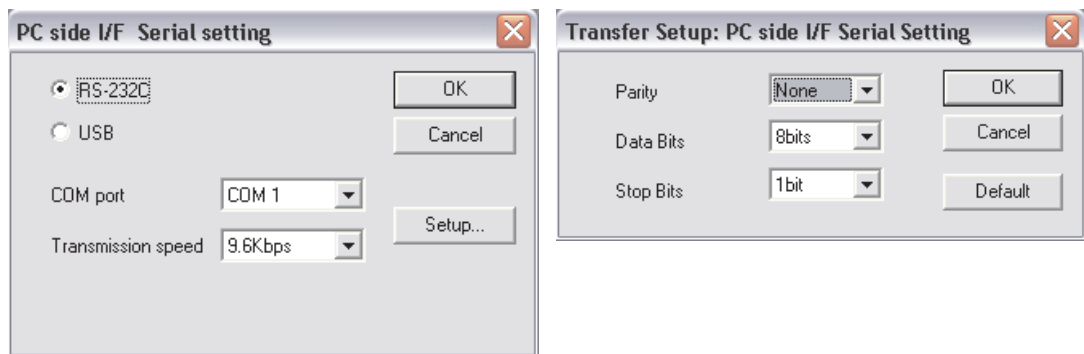 PC side I/F Serial setting
RS-232C
USB
OK
Cancel
COM port
COM 1
Transmission speed
9.6Kbps
Setup...
Transfer Setup: PC side I/F Serial Setting
Parity
None
OK
Data Bits
8bits
Cancel
Stop Bits
1bit
Default